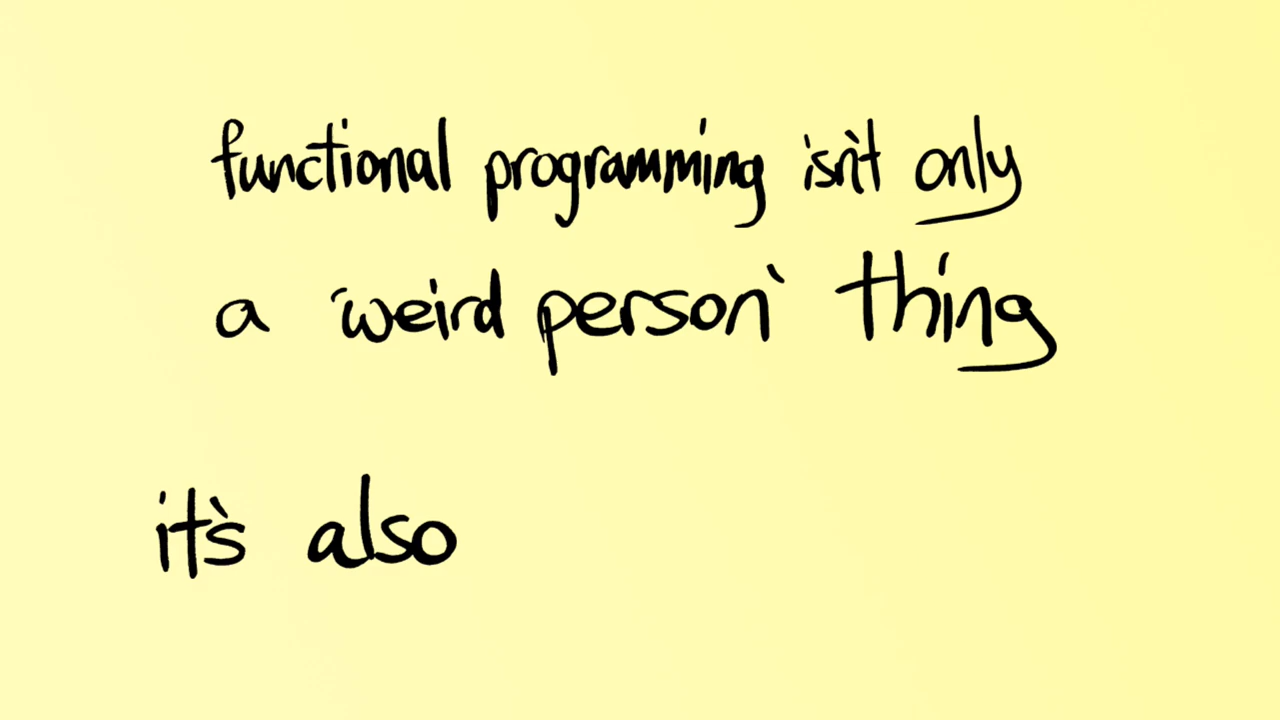 functional programming isn't only
a 'weird person' thing
it's also